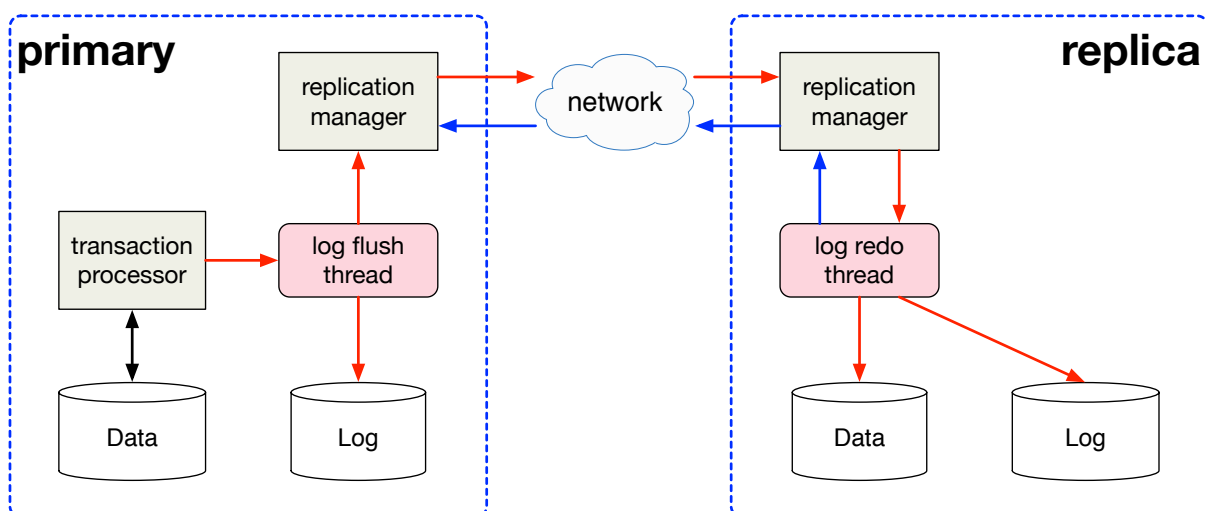 primary
replica
replication
manager
network
replication
manager
transaction
processor
log flush
thread
log redo
thread
Data
Log
Data
Log